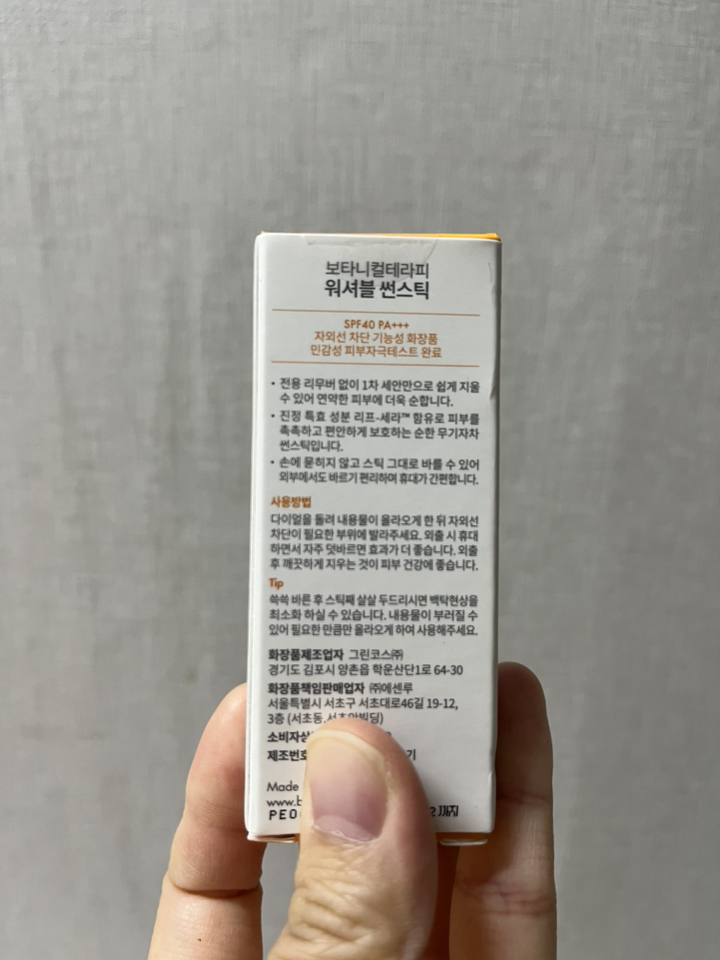 보타니컬테라피
워셔블 썬스틱
SPF40 PA+++
자외선 차단 기능성 화장품
민감성 피부자극테스트 완료
• 전용 리무버 없이 1차 세안만으로 쉽게 지울
수 있어 연약한 피부에 더욱 순합니다.
• 진정 특효 성분 리프-세라™ 함유로 피부를
촉촉하고 편안하게 보호하는 순한 무기자차
썬스틱입니다.
• 손에 묻히지 않고 스틱 그대로 바를 수 있어
외부에서도 바르기 편리하며 휴대가 간편합니다.
사용방법
다이얼을 돌려 내용물이 올라오게 한 뒤 자외선
차단이 필요한 부위에 발라주세요. 외출 시 휴대
하면서 자주 덧바르면 효과가 더 좋습니다. 외출
후 깨끗하게 지우는 것이 피부 건강에 좋습니다.
Tip
쓱쓱 바른 후 스틱째 살살 두드리시면 백탁현상을
최소화 하실 수 있습니다. 내용물이 부러질 수
있어 필요한 만큼만 올라오게 하여 사용해주세요.
화장품제조업자 그린코스㈜
경기도 김포시 양촌읍 학운산단1로 64-30
화장품책임판매업자 ㈜에센루
서울특별시 서초구 서초대로46길 19-12,
3층 (서초동,
소비자상
제조번호 기
Made
www.b
PE0 2 까지